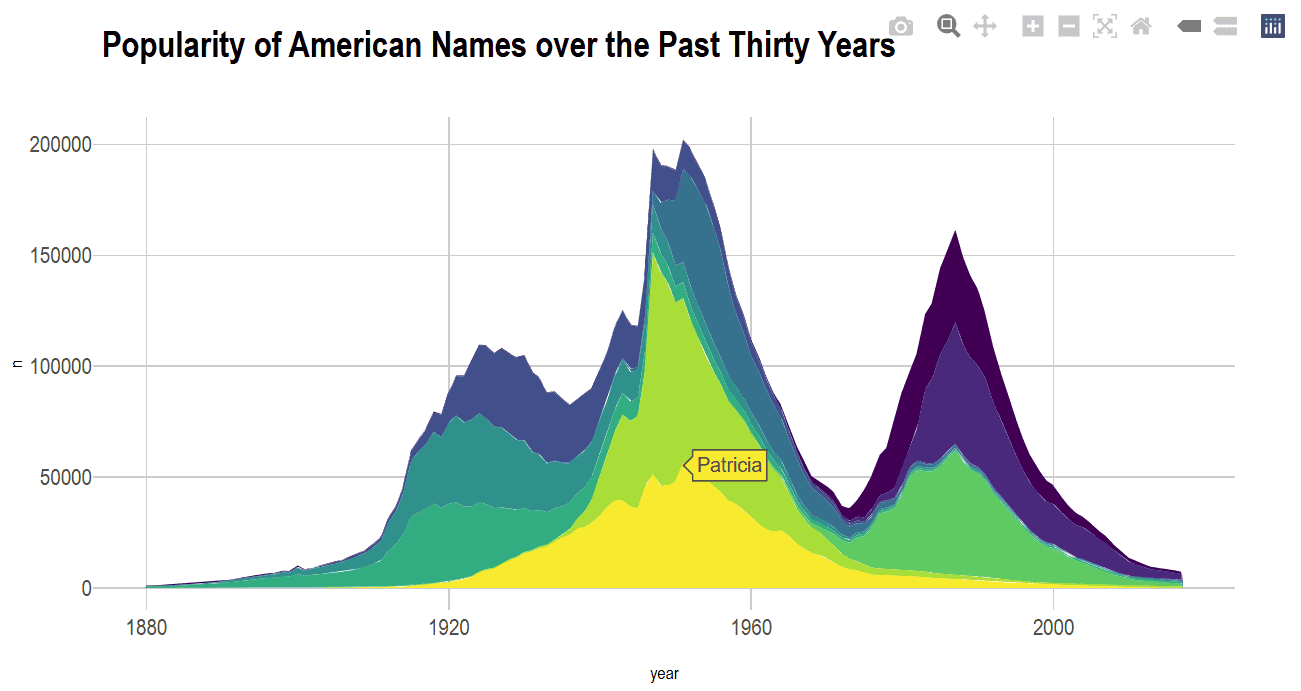 Popularity of American Names over the Past Thirty Years
200000
150000
100000
50000
0
n
Patricia
1880 1920 1960 2000
year